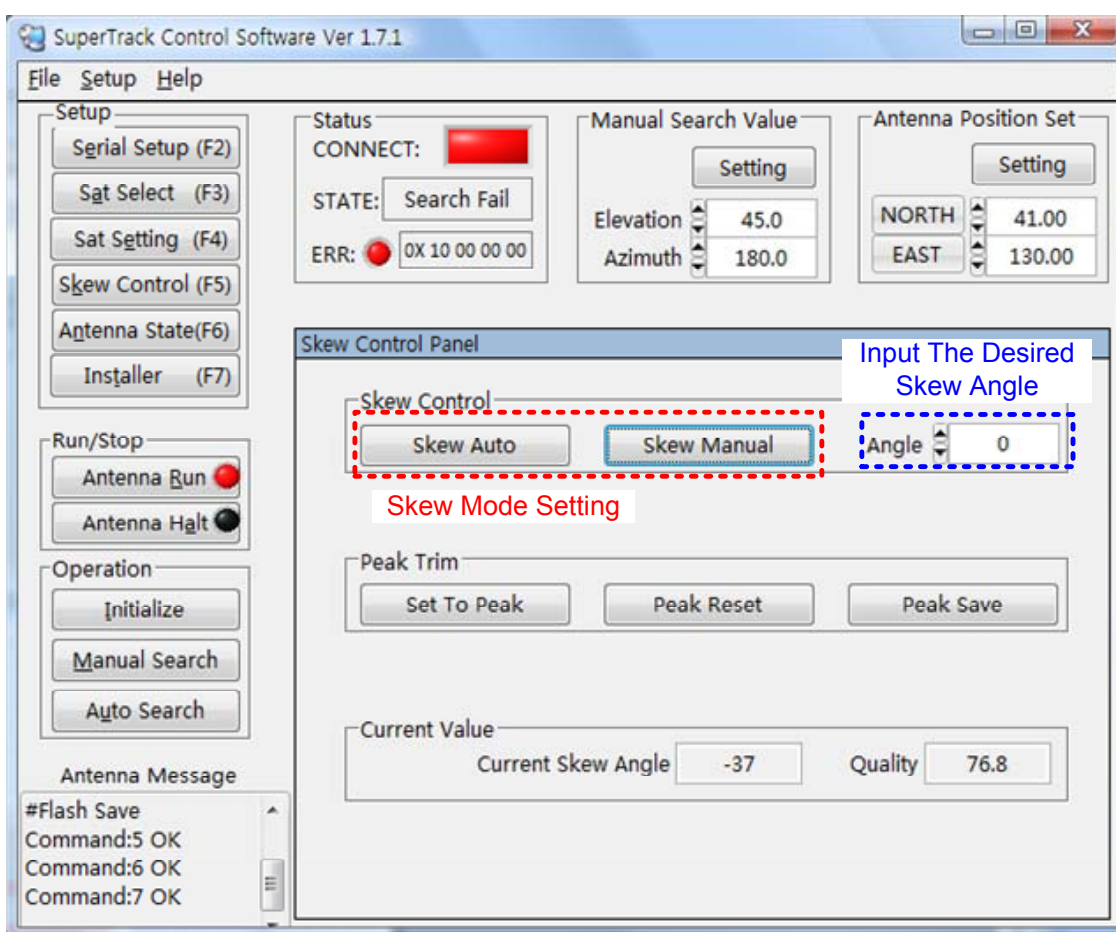 SuperTrack Control Software Ver 1.7.1
File Setup Help
Setup
Serial Setup (F2)
Sat Select (F3)
Sat Setting (F4)
Skew Control (F5)
Antenna State(F6)
Installer (F7)
Run/Stop
Antenna Run
Antenna Halt
Operation
Initialize
Manual Search
Auto Search
Antenna Message
#Flash Save
Command:5 OK
Command:6 OK
Command:7 OK
Status
CONNECT:
STATE: Search Fail
ERR: 0X 10 00 00 00
Manual Search Value
Setting
Elevation 45.0
Azimuth 180.0
Antenna Position Set
Setting
NORTH 41.00
EAST 130.00
Skew Control Panel
Input The Desired
Skew Angle
Skew Control
Skew Auto Skew Manual Angle 0
Skew Mode Setting
Peak Trim
Set To Peak Peak Reset Peak Save
Current Value
Current Skew Angle -37 Quality 76.8